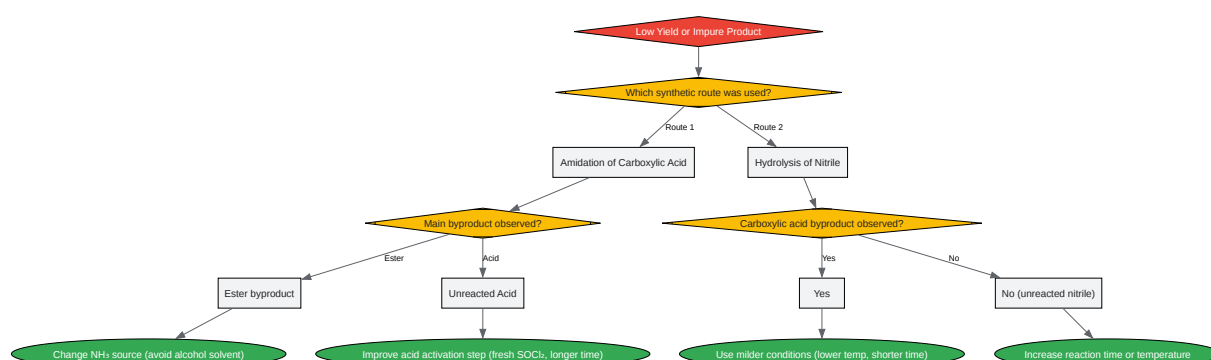 Low Yield or Impure Product
Which synthetic route was used?
Route 1
Route 2
Amidation of Carboxylic Acid
Hydrolysis of Nitrile
Main byproduct observed?
Carboxylic acid byproduct observed?
Ester
Acid
Yes
No
Ester byproduct
Unreacted Acid
Yes
No (unreacted nitrile)
Change NH₃ source (avoid alcohol solvent)
Improve acid activation step (fresh SOCl₂, longer time)
Use milder conditions (lower temp, shorter time)
Increase reaction time or temperature